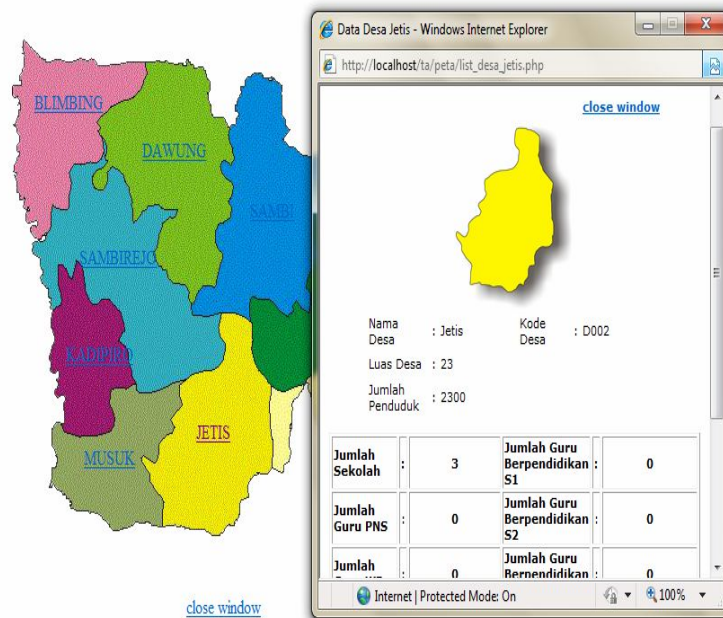 BLIMBING
DAWUNG
SAMBI
SAMBIREJO
KADIPIRO
JETIS
MUSUK
close window
Data Desa Jetis - Windows Internet Explorer
http://localhost/ta/peta/list_desa_jetis.php
close window
Nama Desa : Jetis Kode Desa : D002
Luas Desa : 23
Jumlah Penduduk : 2300
Jumlah Sekolah : 3 Jumlah Guru Berpendidikan S1 : 0
Jumlah Guru PNS : 0 Jumlah Guru Berpendidikan S2 : 0
Jumlah : 0 Jumlah Guru Berpendidikan : 0
Internet | Protected Mode: On 100%